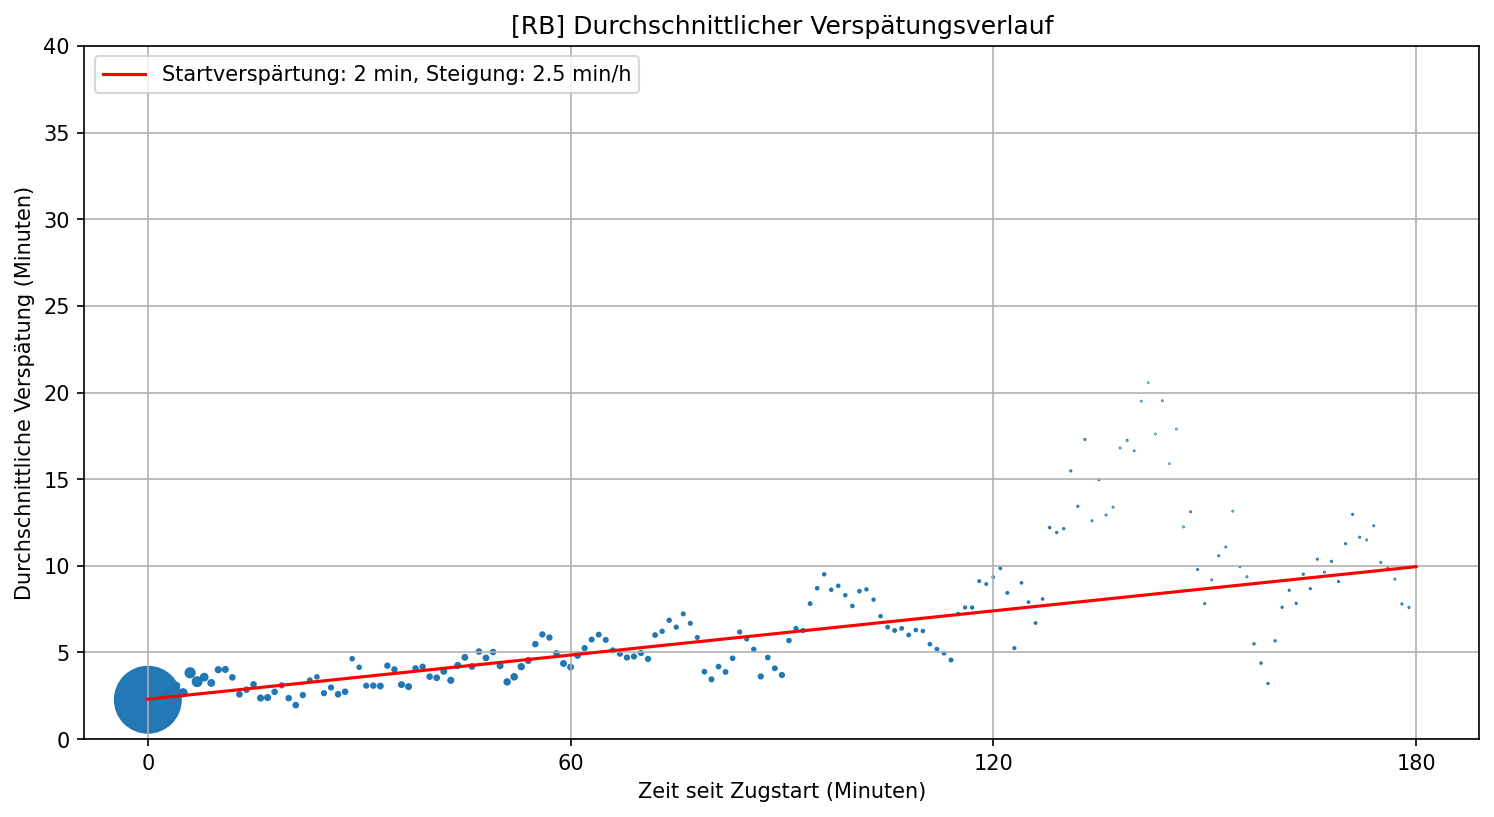 [RB] Durchschnittlicher Verspätungsverlauf
Startverspärtung: 2 min, Steigung: 2.5 min/h
Durchschnittliche Verspätung (Minuten)
40
35
30
25
20
15
10
5
0
0 60 120 180
Zeit seit Zugstart (Minuten)